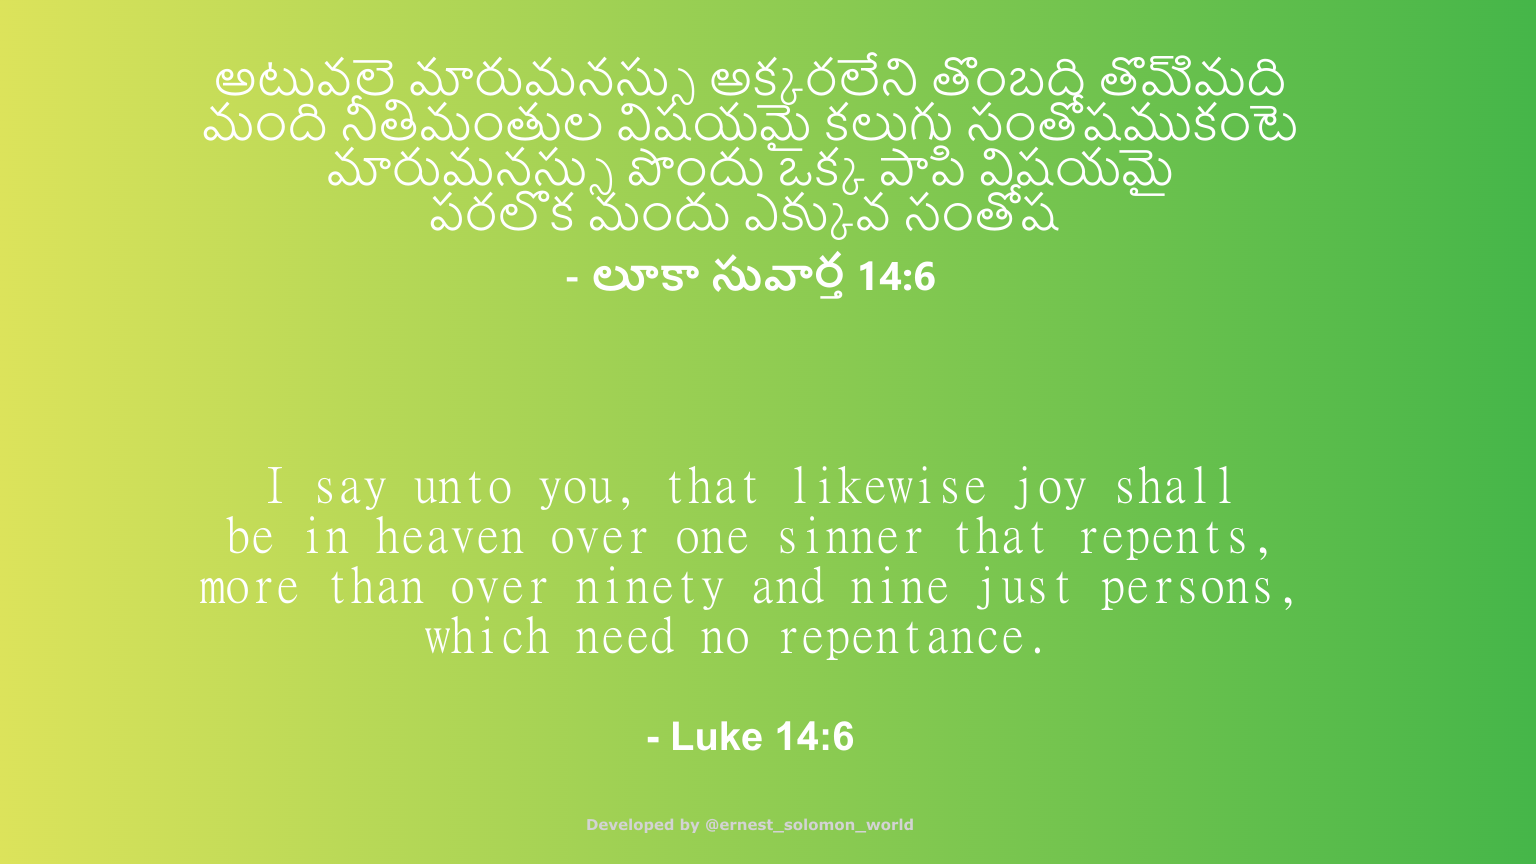 అటువలె మారుమనస్సు అక్కరలేని తొంబది తొమ్మిమది
మంది నీతిమంతుల విషయమై కలుగు సంతోషముకంటె
మారుమనస్సు పొందు ఒక్క పాపి విషయమై
పరలొక మందు ఎక్కువ సంతోష
- లూకా సువార్త 14:6
I say unto you, that likewise joy shall
be in heaven over one sinner that repents,
more than over ninety and nine just persons,
which need no repentance.
- Luke 14:6
Developed by @ernest_solomon_world